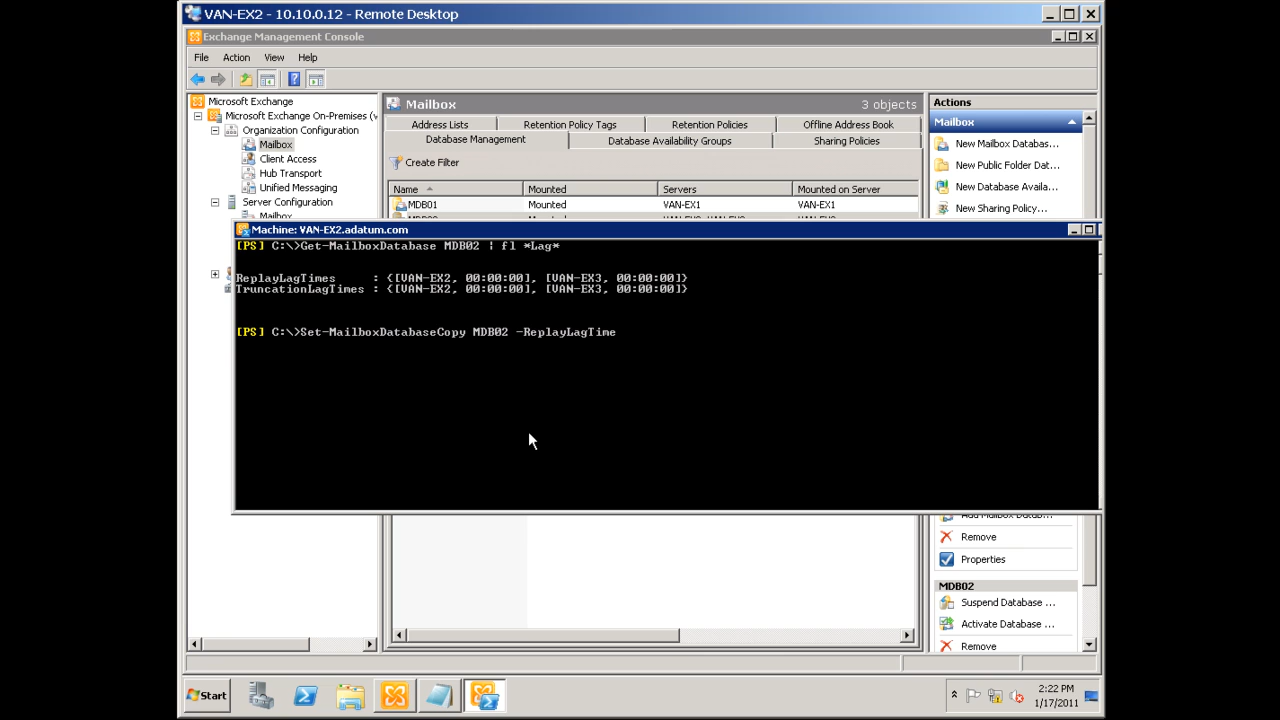 VAN-EX2 - 10.10.0.12 - Remote Desktop
Exchange Management Console
File Action View Help
Microsoft Exchange
Microsoft Exchange On-Premises (v
Organization Configuration
Mailbox
Client Access
Hub Transport
Unified Messaging
Server Configuration
Mailbox
Mailbox 3 objects
Address Lists Retention Policy Tags Retention Policies Offline Address Book
Database Management Database Availability Groups Sharing Policies
Create Filter
Name Mounted Servers Mounted on Server
MDB01 Mounted VAN-EX1 VAN-EX1
Actions
Mailbox
New Mailbox Databas...
New Public Folder Dat...
New Database Availa...
New Sharing Policy...
Machine: VAN-EX2.adatum.com
[PS] C:\>Get-MailboxDatabase MDB02 | fl *Lag*
ReplayLagTimes : {[VAN-EX2, 00:00:00], [VAN-EX3, 00:00:00]}
TruncationLagTimes : {[VAN-EX2, 00:00:00], [VAN-EX3, 00:00:00]}
[PS] C:\>Set-MailboxDatabaseCopy MDB02 -ReplayLagTime
Add Mailbox Datab...
Remove
Properties
MDB02
Suspend Database ...
Activate Database ...
Remove
Start
2:22 PM
1/17/2011